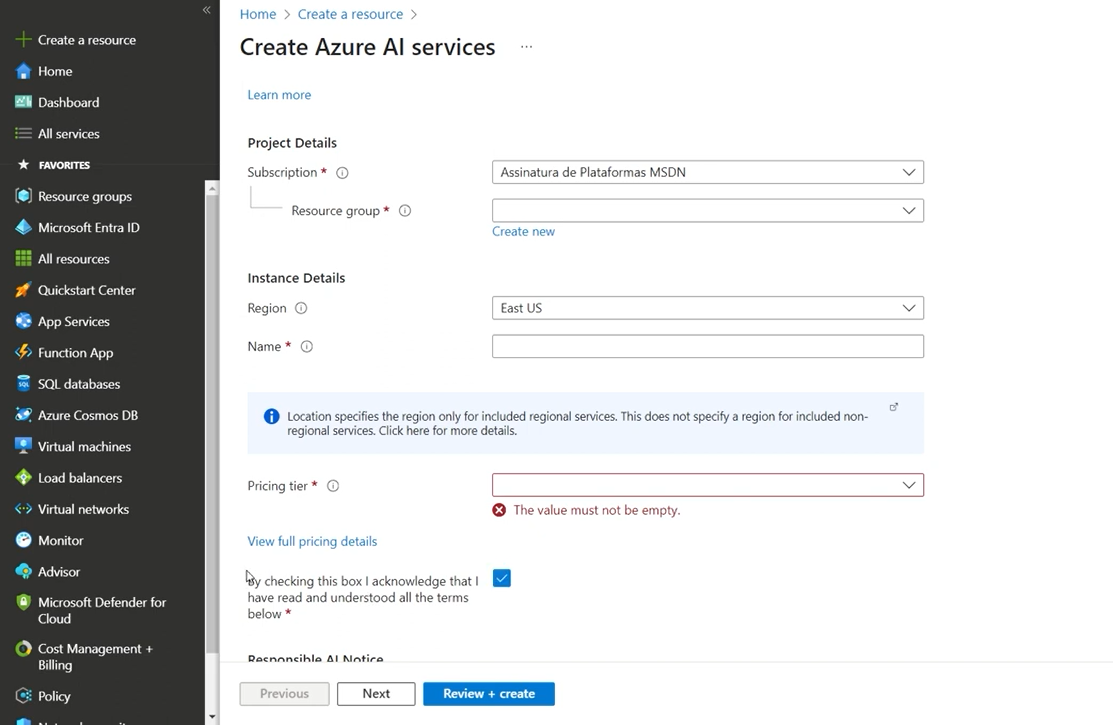 «
Create a resource
Home
Dashboard
All services
FAVORITES
Resource groups
Microsoft Entra ID
All resources
Quickstart Center
App Services
Function App
SQL databases
Azure Cosmos DB
Virtual machines
Load balancers
Virtual networks
Monitor
Advisor
Microsoft Defender for
Cloud
Cost Management +
Billing
Policy
Home > Create a resource >
Create Azure AI services ...
Learn more
Project Details
Subscription * Assinatura de Plataformas MSDN
Resource group *
Create new
Instance Details
Region East US
Name *
Location specifies the region only for included regional services. This does not specify a region for included non-
regional services. Click here for more details.
Pricing tier *
The value must not be empty.
View full pricing details
By checking this box I acknowledge that I
have read and understood all the terms
below *
Responsible AI Notice
Previous Next Review + create